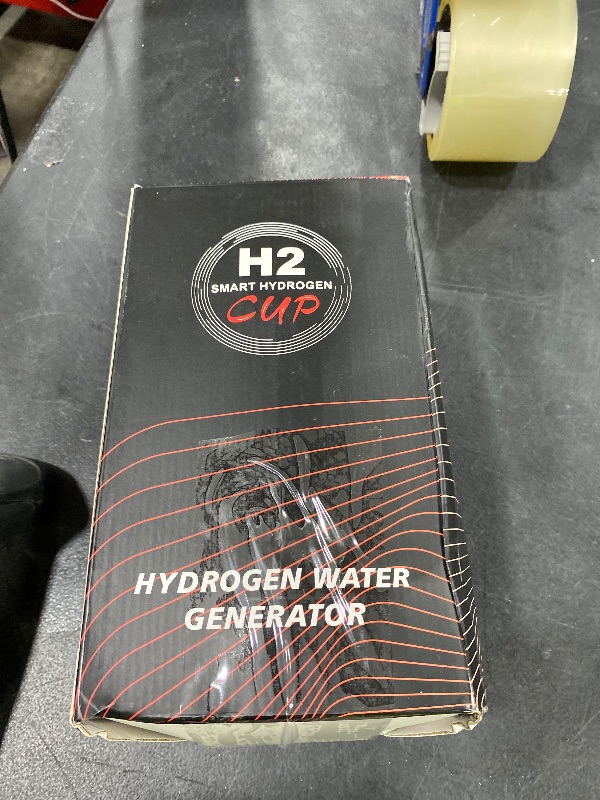 H2
SMART HYDROGEN
CUP
HYDROGEN WATER
GENERATOR